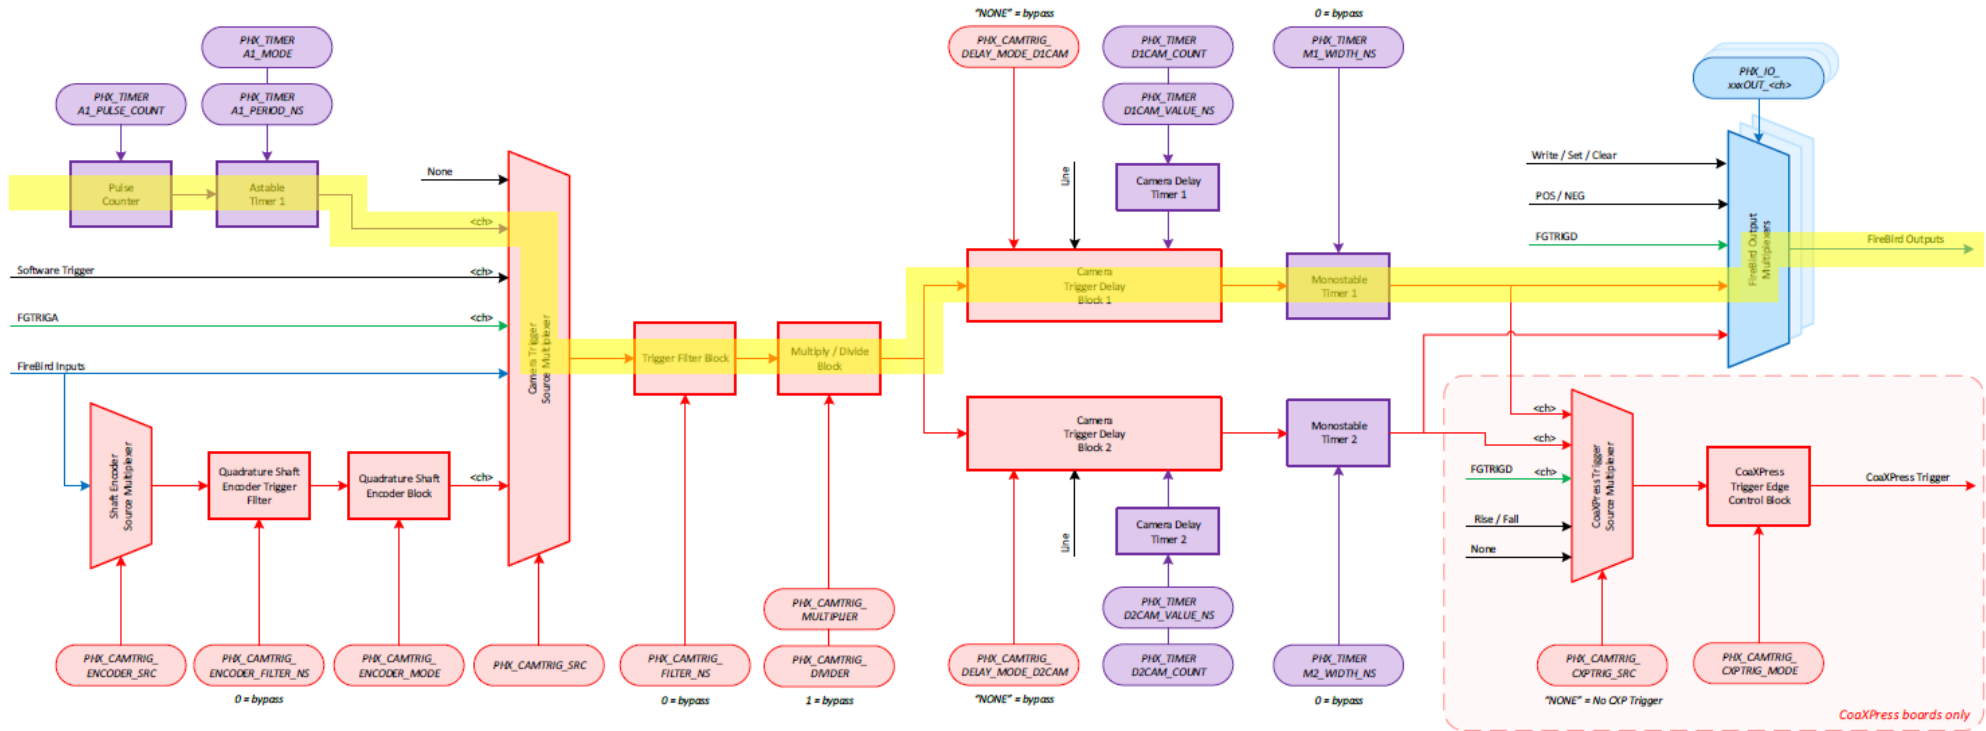 "NONE" = bypass
0 = bypass
PHX_TIMER
A1_MODE
PHX_CAMTRIG_
DELAY_MODE_D1CAM
PHX_TIMER
D1CAM_COUNT
PHX_TIMER
M1_WIDTH_NS
PHX_IO_
xxxOUT_<ch>
PHX_TIMER
A1_PULSE_COUNT
PHX_TIMER
A1_PERIOD_NS
PHX_TIMER
D1CAM_VALUE_NS
Pulse
Counter
Astable
Timer 1
None
<ch>
Line
Camera Delay
Timer 1
Write / Set / Clear
POS / NEG
FGTRIGD
FireBird Output
Multiplexers
FireBird Outputs
Software Trigger
<ch>
FGTRIGA
<ch>
FireBird Inputs
Camera Trigger
Source Multiplexer
Camera
Trigger Delay
Block 1
Monostable
Timer 1
Trigger Filter Block
Multiply / Divide
Block
Shaft Encoder
Source Multiplexer
Quadrature Shaft
Encoder Trigger
Filter
Quadrature Shaft
Encoder Block
<ch>
Camera
Trigger Delay
Block 2
Monostable
Timer 2
<ch>
<ch>
FGTRIGD
<ch>
Rise / Fall
None
CoaXPress Trigger
Source Multiplexer
CoaXPress
Trigger Edge
Control Block
CoaXPress Trigger
Line
Camera Delay
Timer 2
PHX_CAMTRIG_
MULTIPLIER
PHX_TIMER
D2CAM_VALUE_NS
PHX_CAMTRIG_
ENCODER_SRC
PHX_CAMTRIG_
ENCODER_FILTER_NS
PHX_CAMTRIG_
ENCODER_MODE
PHX_CAMTRIG_SRC
PHX_CAMTRIG_
FILTER_NS
PHX_CAMTRIG_
DIVIDER
PHX_CAMTRIG_
DELAY_MODE_D2CAM
PHX_TIMER
D2CAM_COUNT
PHX_TIMER
M2_WIDTH_NS
PHX_CAMTRIG_
CXPTRIG_SRC
PHX_CAMTRIG_
CXPTRIG_MODE
0 = bypass
0 = bypass
1 = bypass
"NONE" = bypass
0 = bypass
"NONE" = No CXP Trigger
CoaXPress boards only